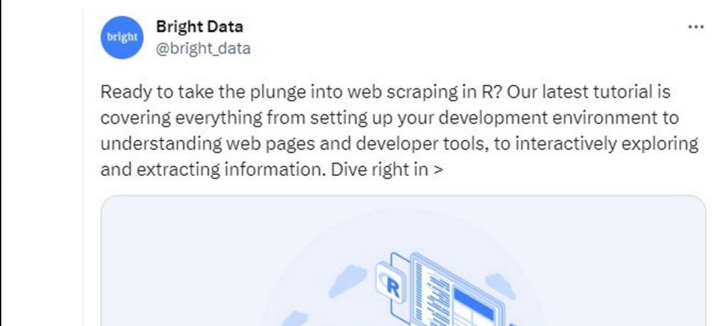 bright
Bright Data
@bright_data
Ready to take the plunge into web scraping in R? Our latest tutorial is
covering everything from setting up your development environment to
understanding web pages and developer tools, to interactively exploring
and extracting information. Dive right in >
R